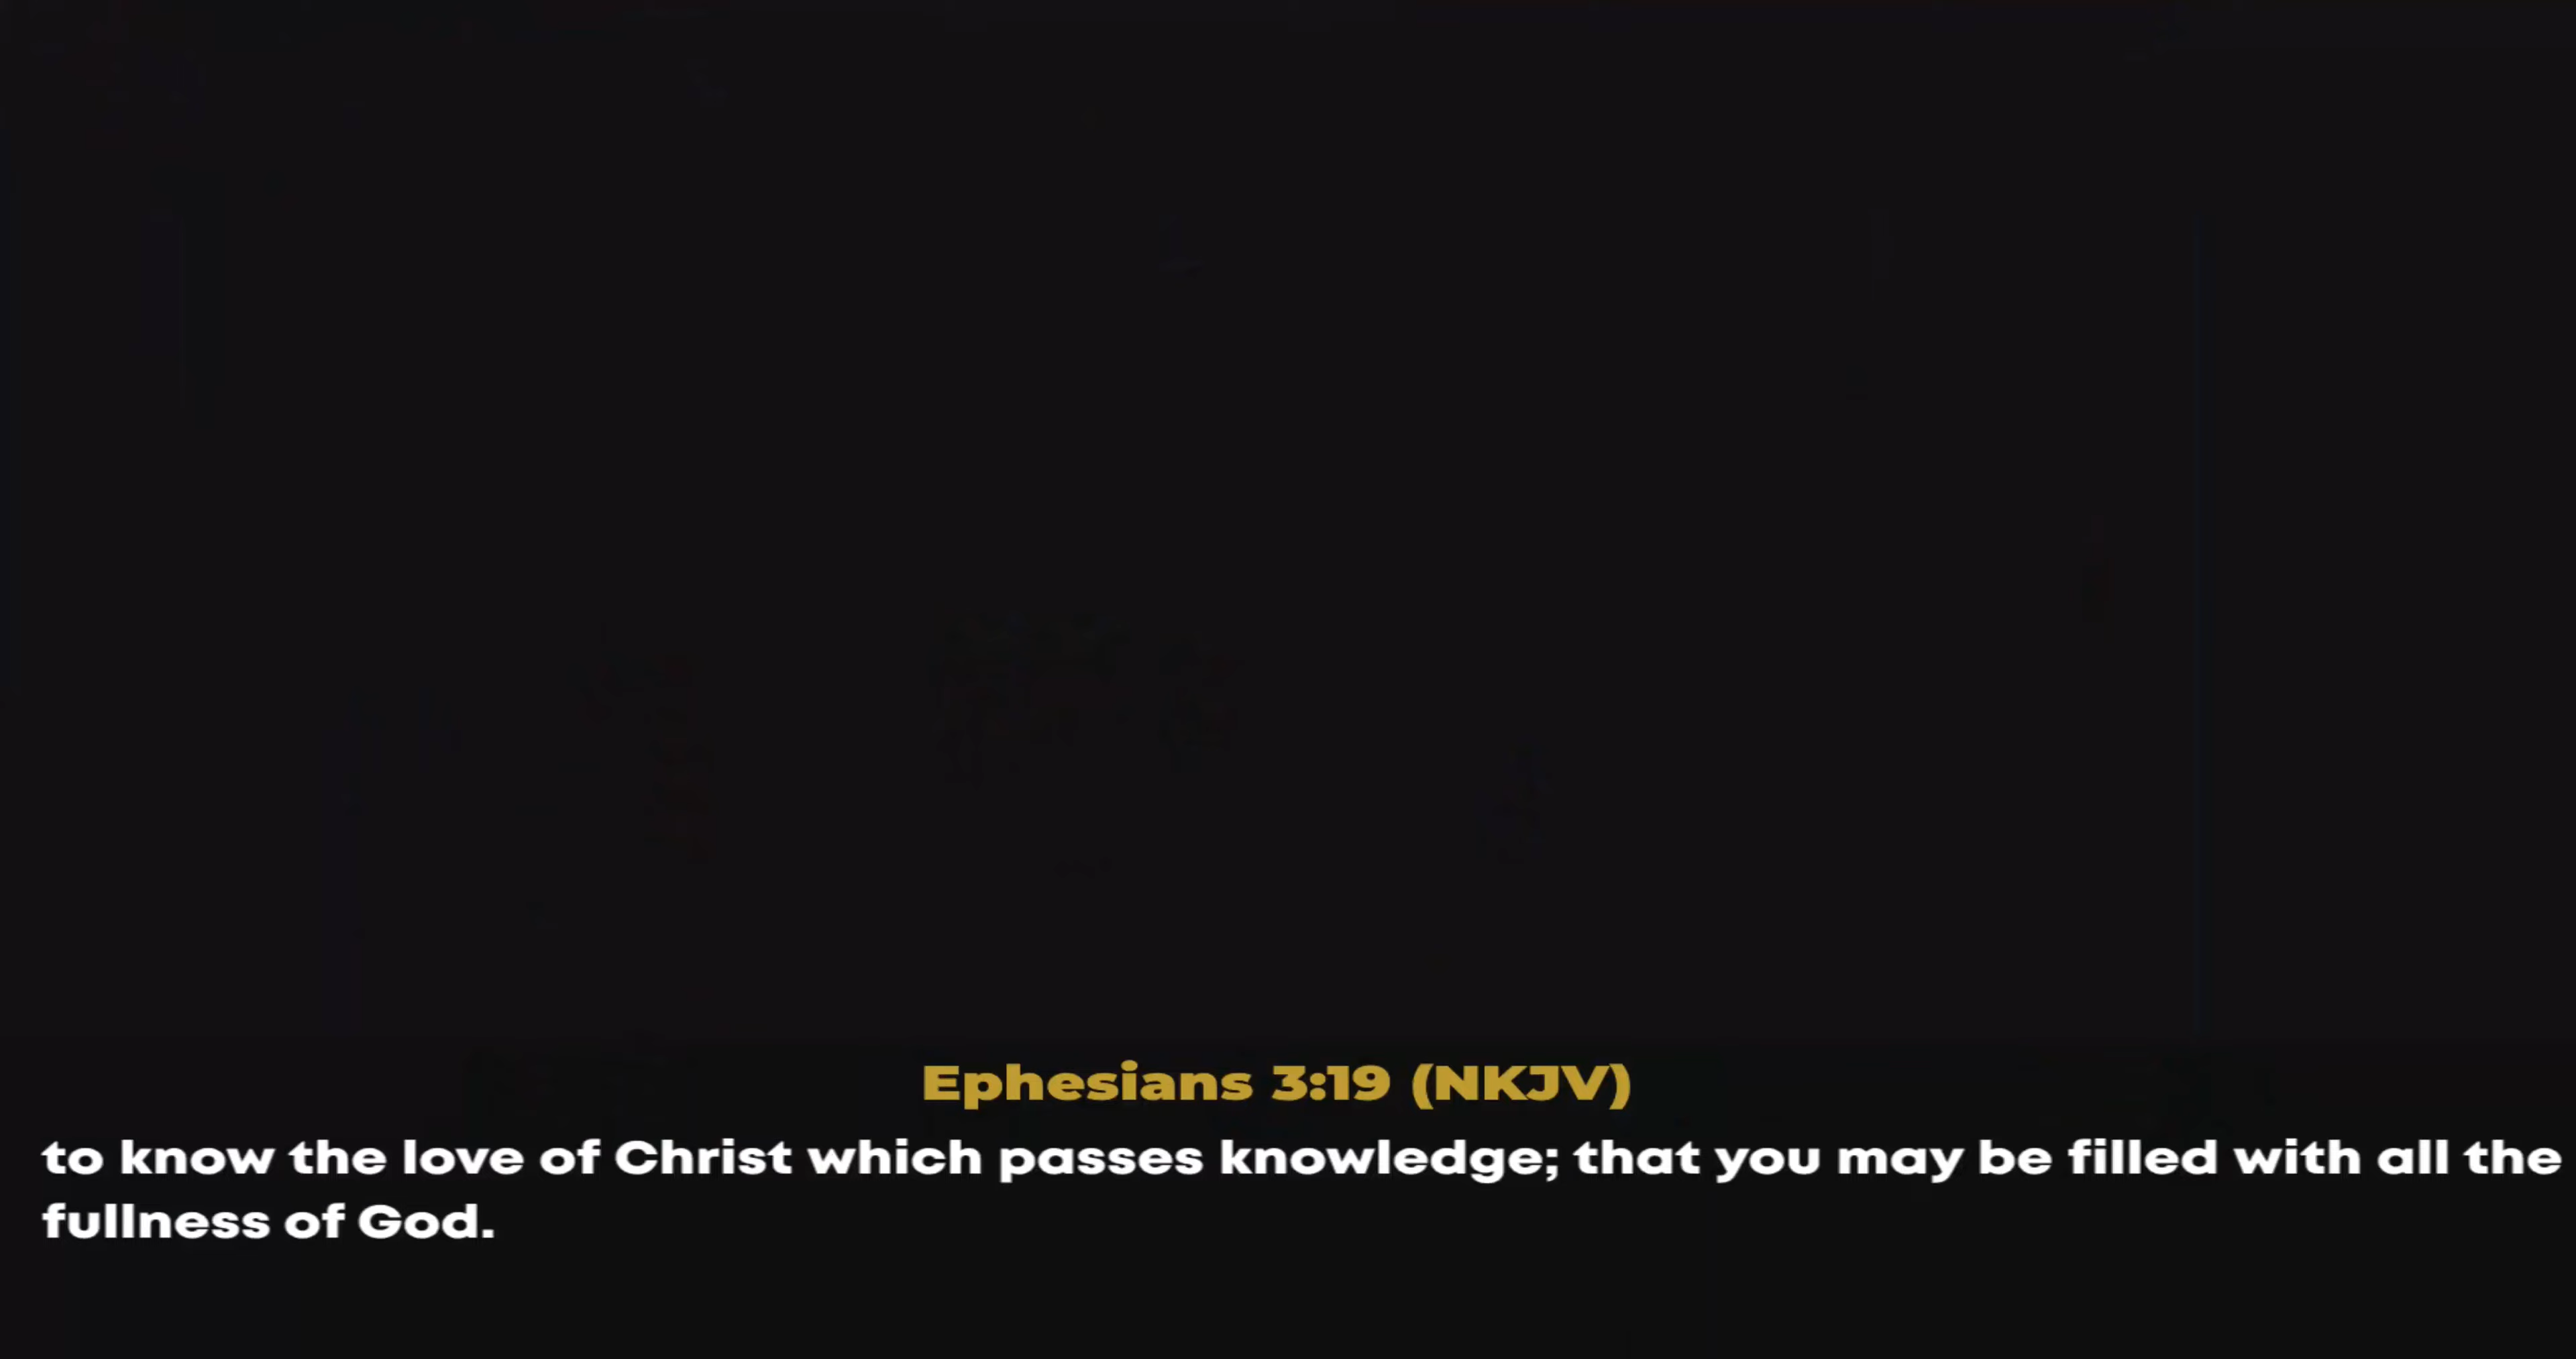 Ephesians 3:19 (NKJV)
to know the love of Christ which passes knowledge; that you may be filled with all the
fullness of God.